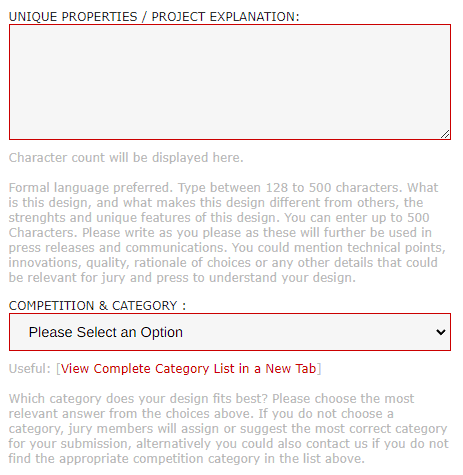 UNIQUE PROPERTIES / PROJECT EXPLANATION:
Character count will be displayed here.
Formal language preferred. Type between 128 to 500 characters. What
is this design, and what makes this design different from others, the
strenghts and unique features of this design. You can enter up to 500
Characters. Please write as you please as these will further be used in
press releases and communications. You could mention technical points,
innovations, quality, rationale of choices or any other details that could
be relevant for jury and press to understand your design.
COMPETITION & CATEGORY :
Please Select an Option
Useful: [View Complete Category List in a New Tab]
Which category does your design fits best? Please choose the most
relevant answer from the choices above. If you do not choose a
category, jury members will assign or suggest the most correct category
for your submission, alternatively you could also contact us if you do not
find the appropriate competition category in the list above.